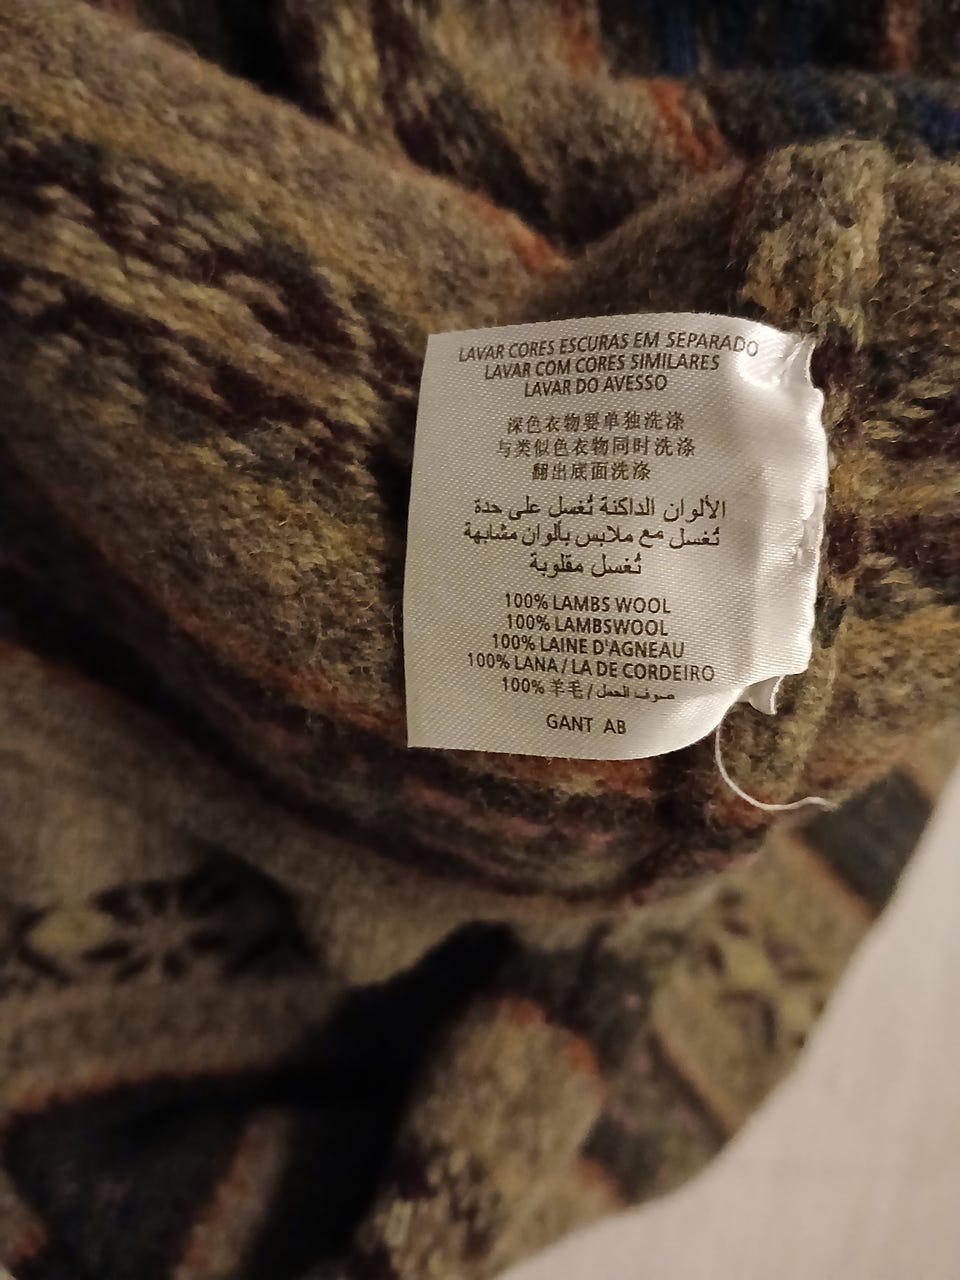 LAVAR CORES ESCURAS EM SEPARADO
LAVAR COM CORES SIMILARES
LAVAR DO AVESSO
深色衣物要单独洗涤
与类似色衣物同时洗涤
翻出底面洗涤
الألوان الداكنة تُغسل على حدة
تُغسل مع ملابس بألوان مشابهة
تُغسل مقلوبة
100% LAMBS WOOL
100% LAMBSWOOL
100% LAINE D'AGNEAU
100% LANA / LA DE CORDEIRO
100% 羊毛 / صوف الحمل
GANT AB